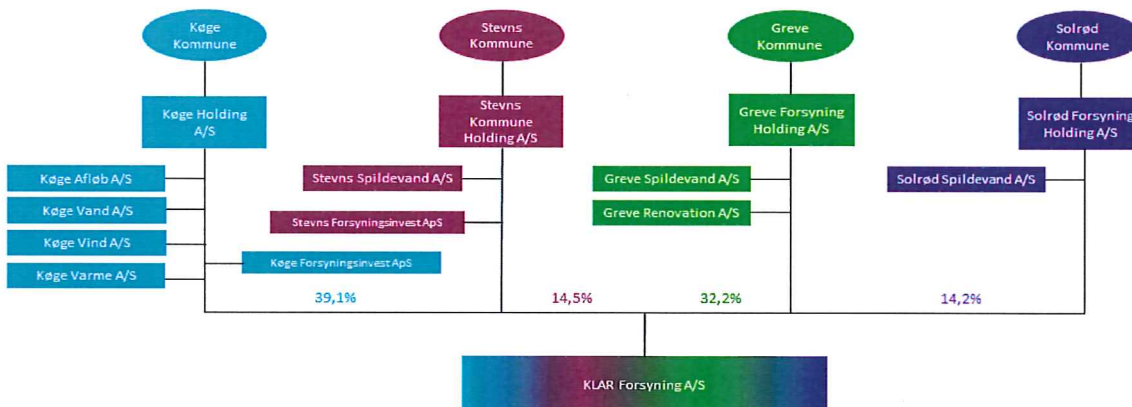 Køge
Kommune
Stevns
Kommune
Greve
Kommune
Solrød
Kommune
Køge Holding
A/S
Stevns
Kommune
Holding A/S
Greve Forsyning
Holding A/S
Solrød Forsyning
Holding A/S
Køge Afløb A/S
Køge Vand A/S
Køge Vind A/S
Køge Varme A/S
Køge Forsyningsinvest ApS
Stevns Spildevand A/S
Stevns Forsyningsinvest ApS
Greve Spildevand A/S
Greve Renovation A/S
Solrød Spildevand A/S
39,1%
14,5%
32,2%
14,2%
KLAR Forsyning A/S